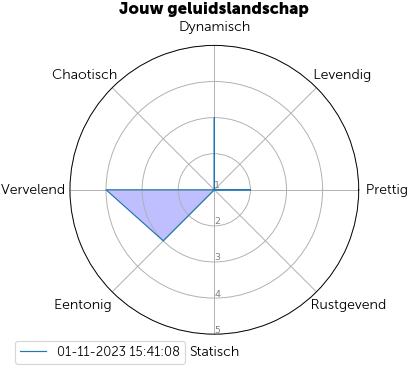 Jouw geluidslandschap
Dynamisch
Chaotisch
Levendig
Vervelend
Prettig
1
2
3
4
5
Eentonig
Rustgevend
Statisch
01-11-2023 15:41:08